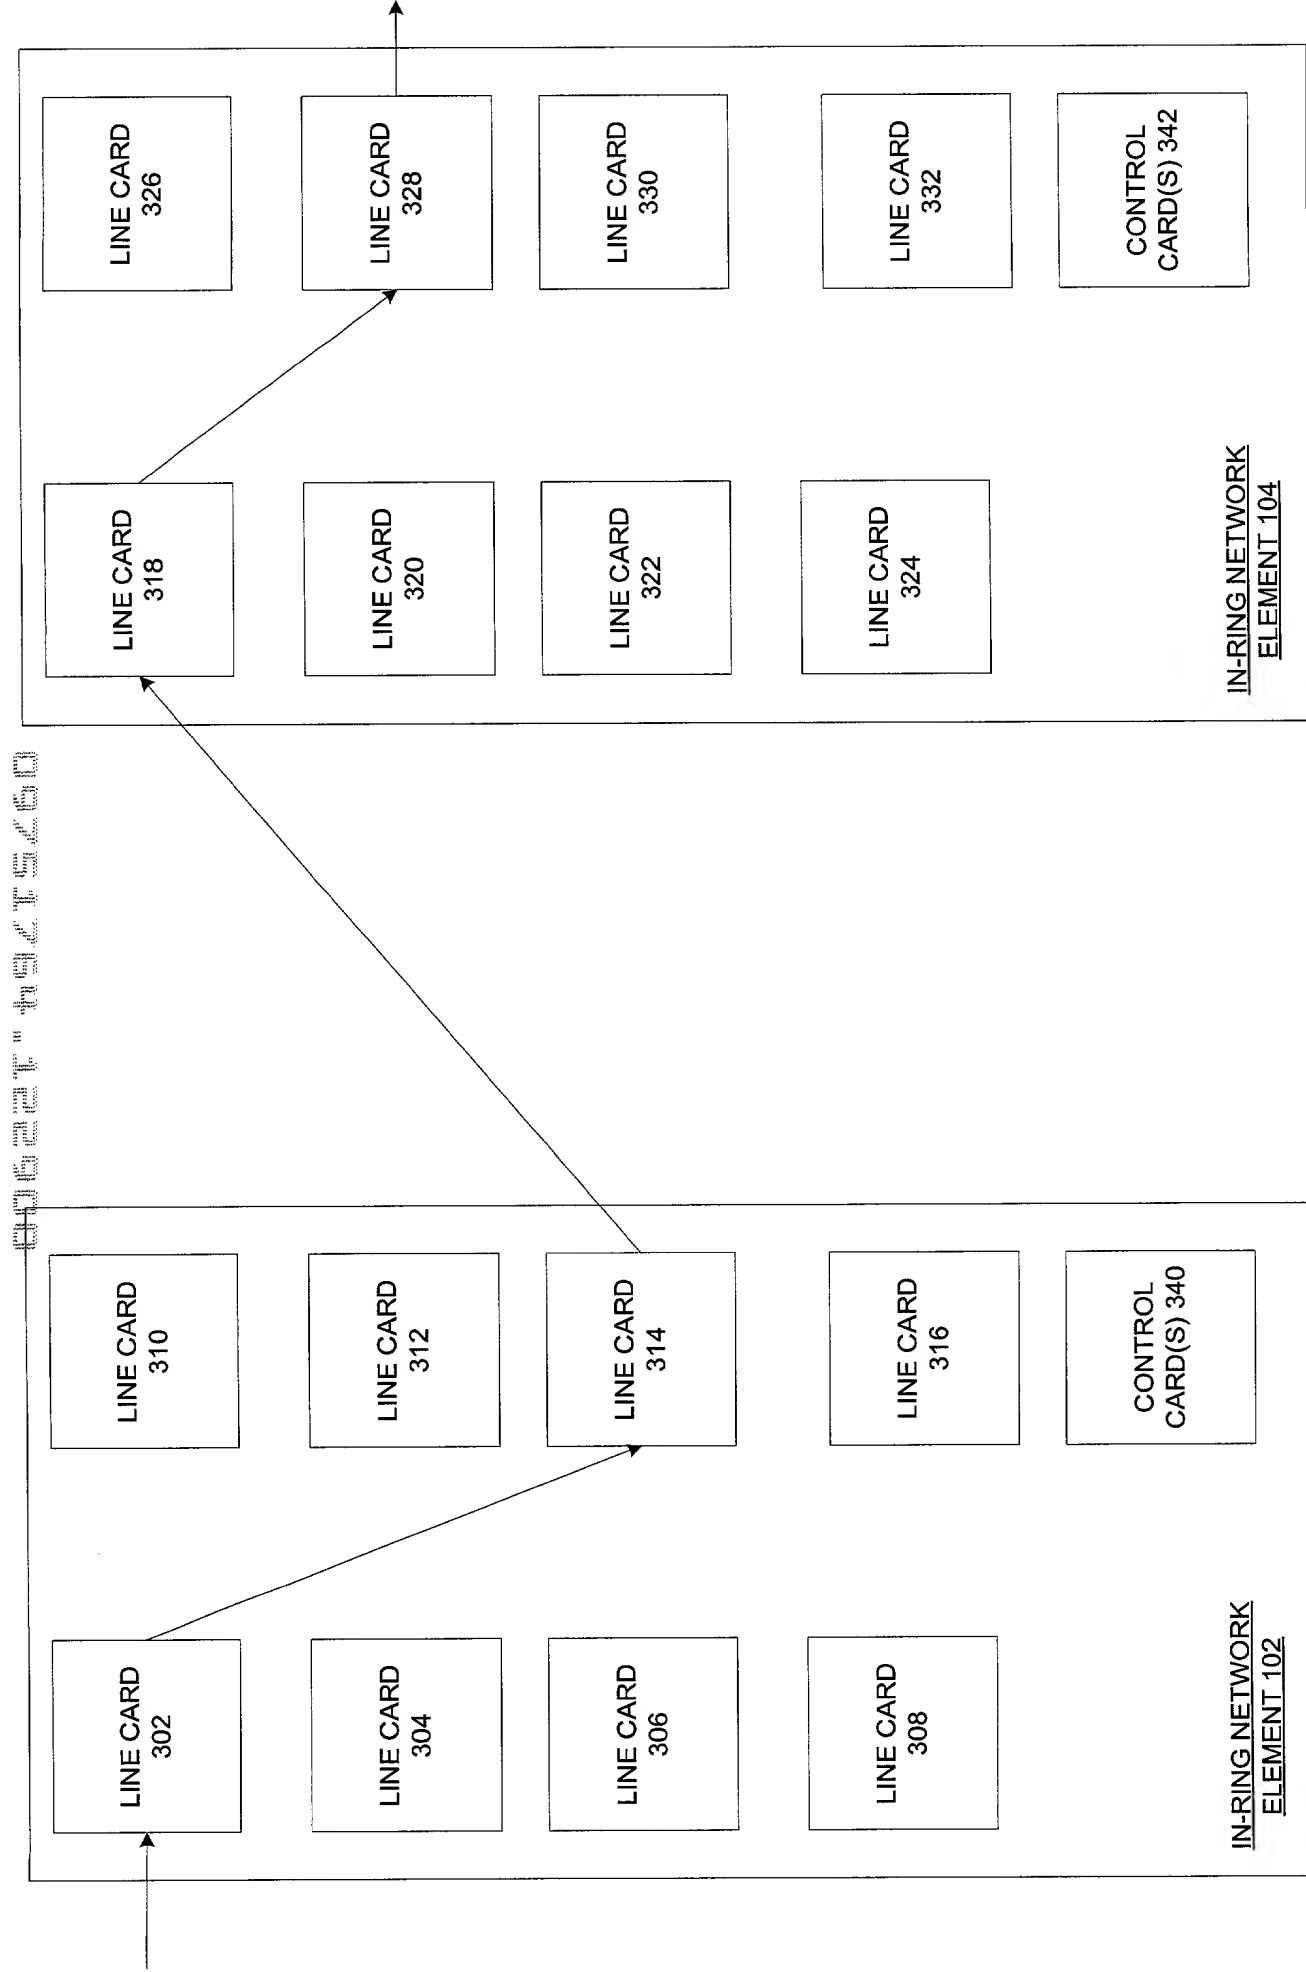 09751764.122900
LINE CARD
302
LINE CARD
310
LINE CARD
318
LINE CARD
326
LINE CARD
304
LINE CARD
312
LINE CARD
320
LINE CARD
328
LINE CARD
306
LINE CARD
314
LINE CARD
322
LINE CARD
330
LINE CARD
308
LINE CARD
316
LINE CARD
324
LINE CARD
332
CONTROL
CARD(S) 340
CONTROL
CARD(S) 342
IN-RING NETWORK
ELEMENT 102
IN-RING NETWORK
ELEMENT 104